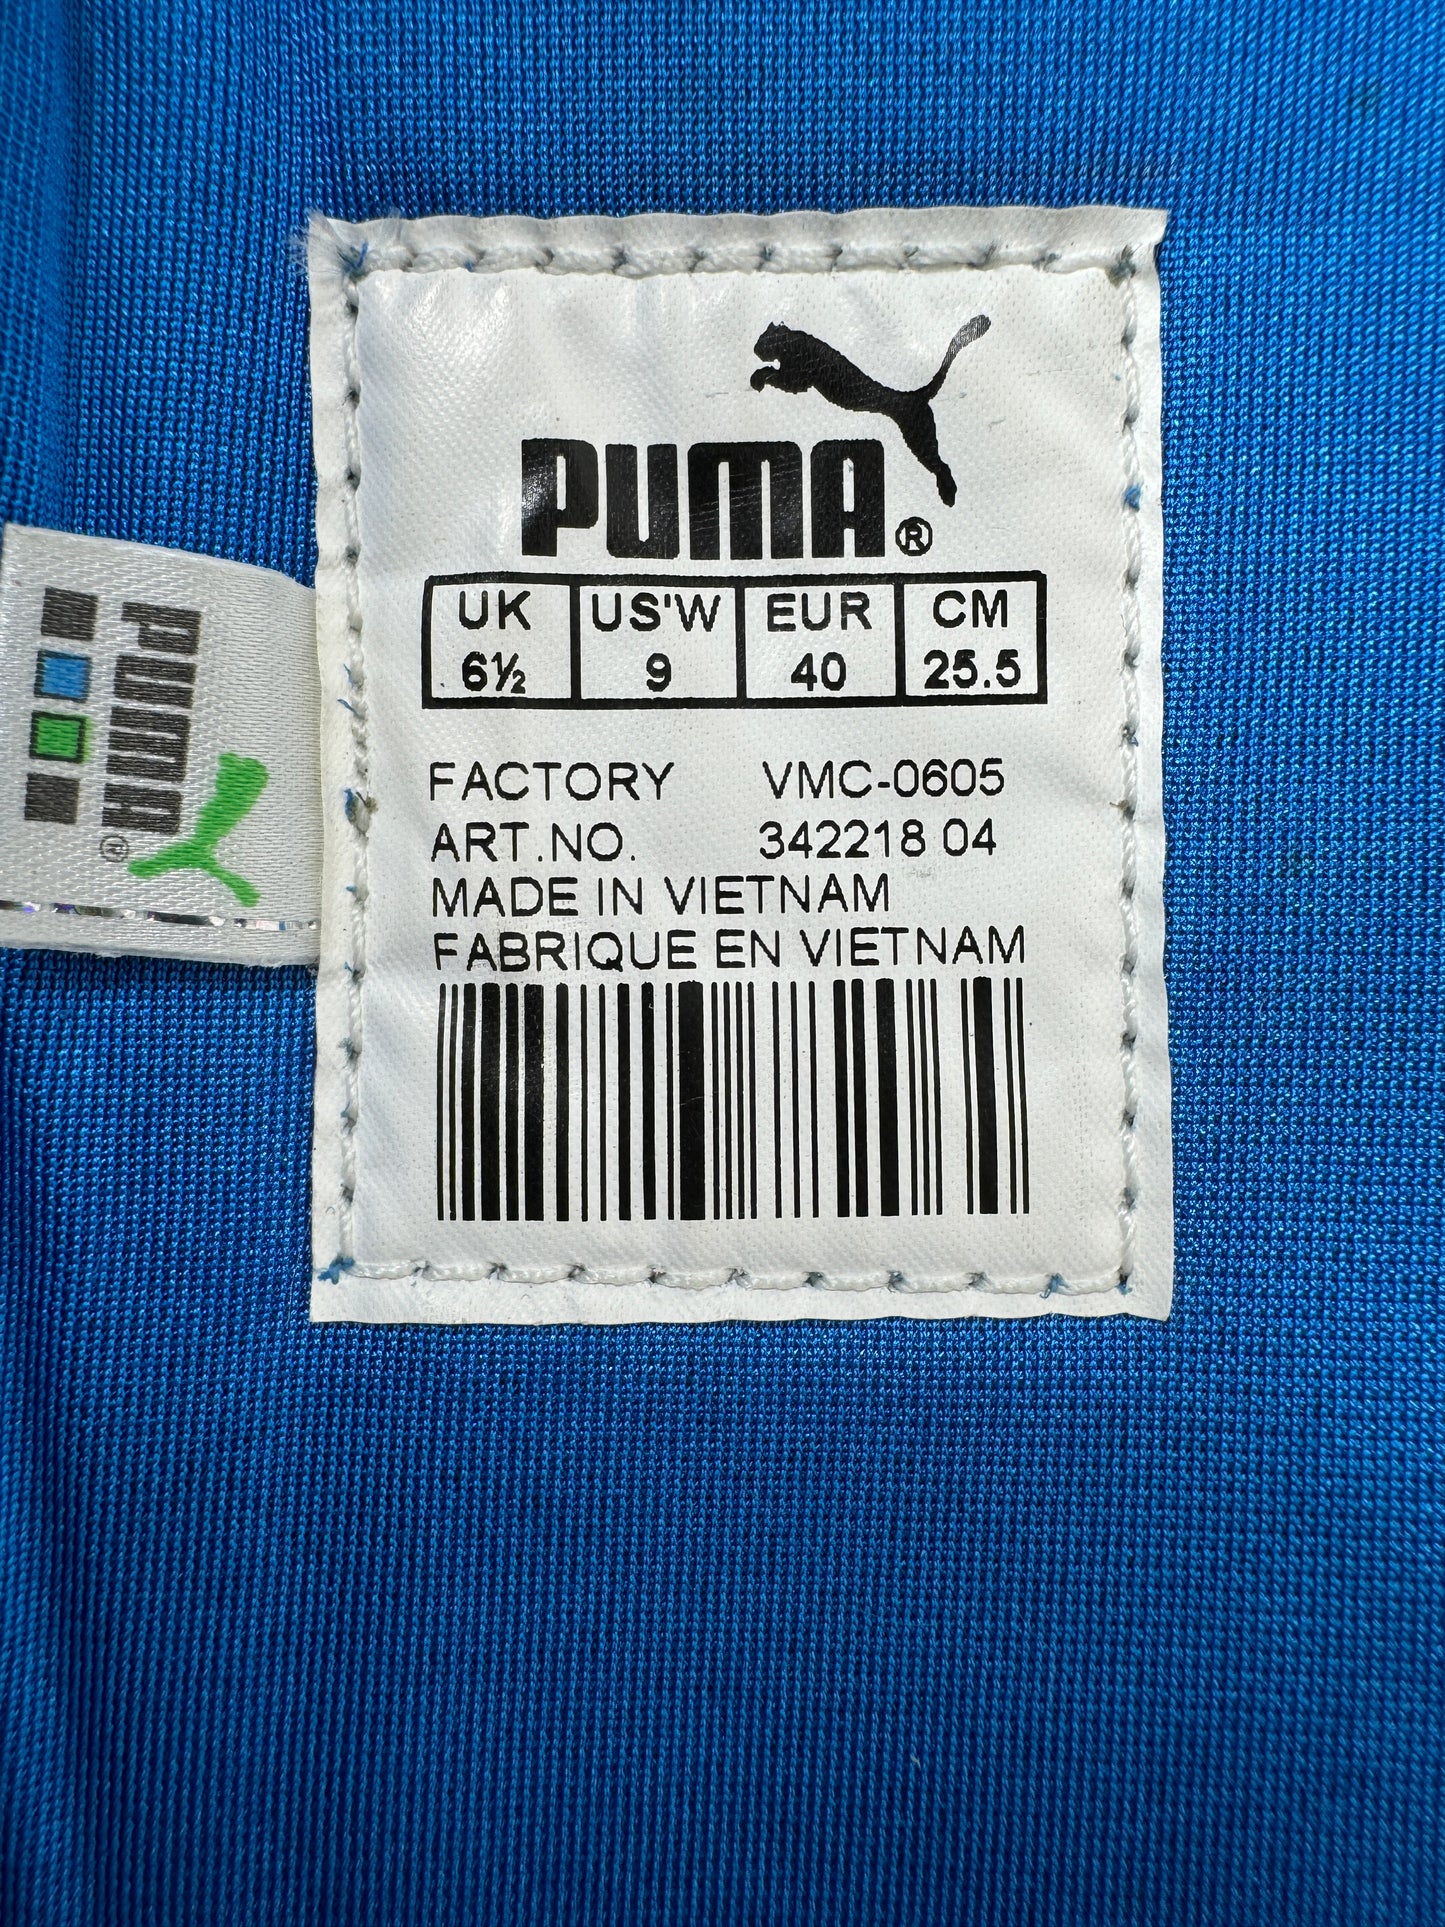 PUMA®
UK US'W EUR CM
6½ 9 40 25.5
FACTORY VMC-0605
ART.NO. 342218 04
MADE IN VIETNAM
FABRIQUE EN VIETNAM
PUMA®